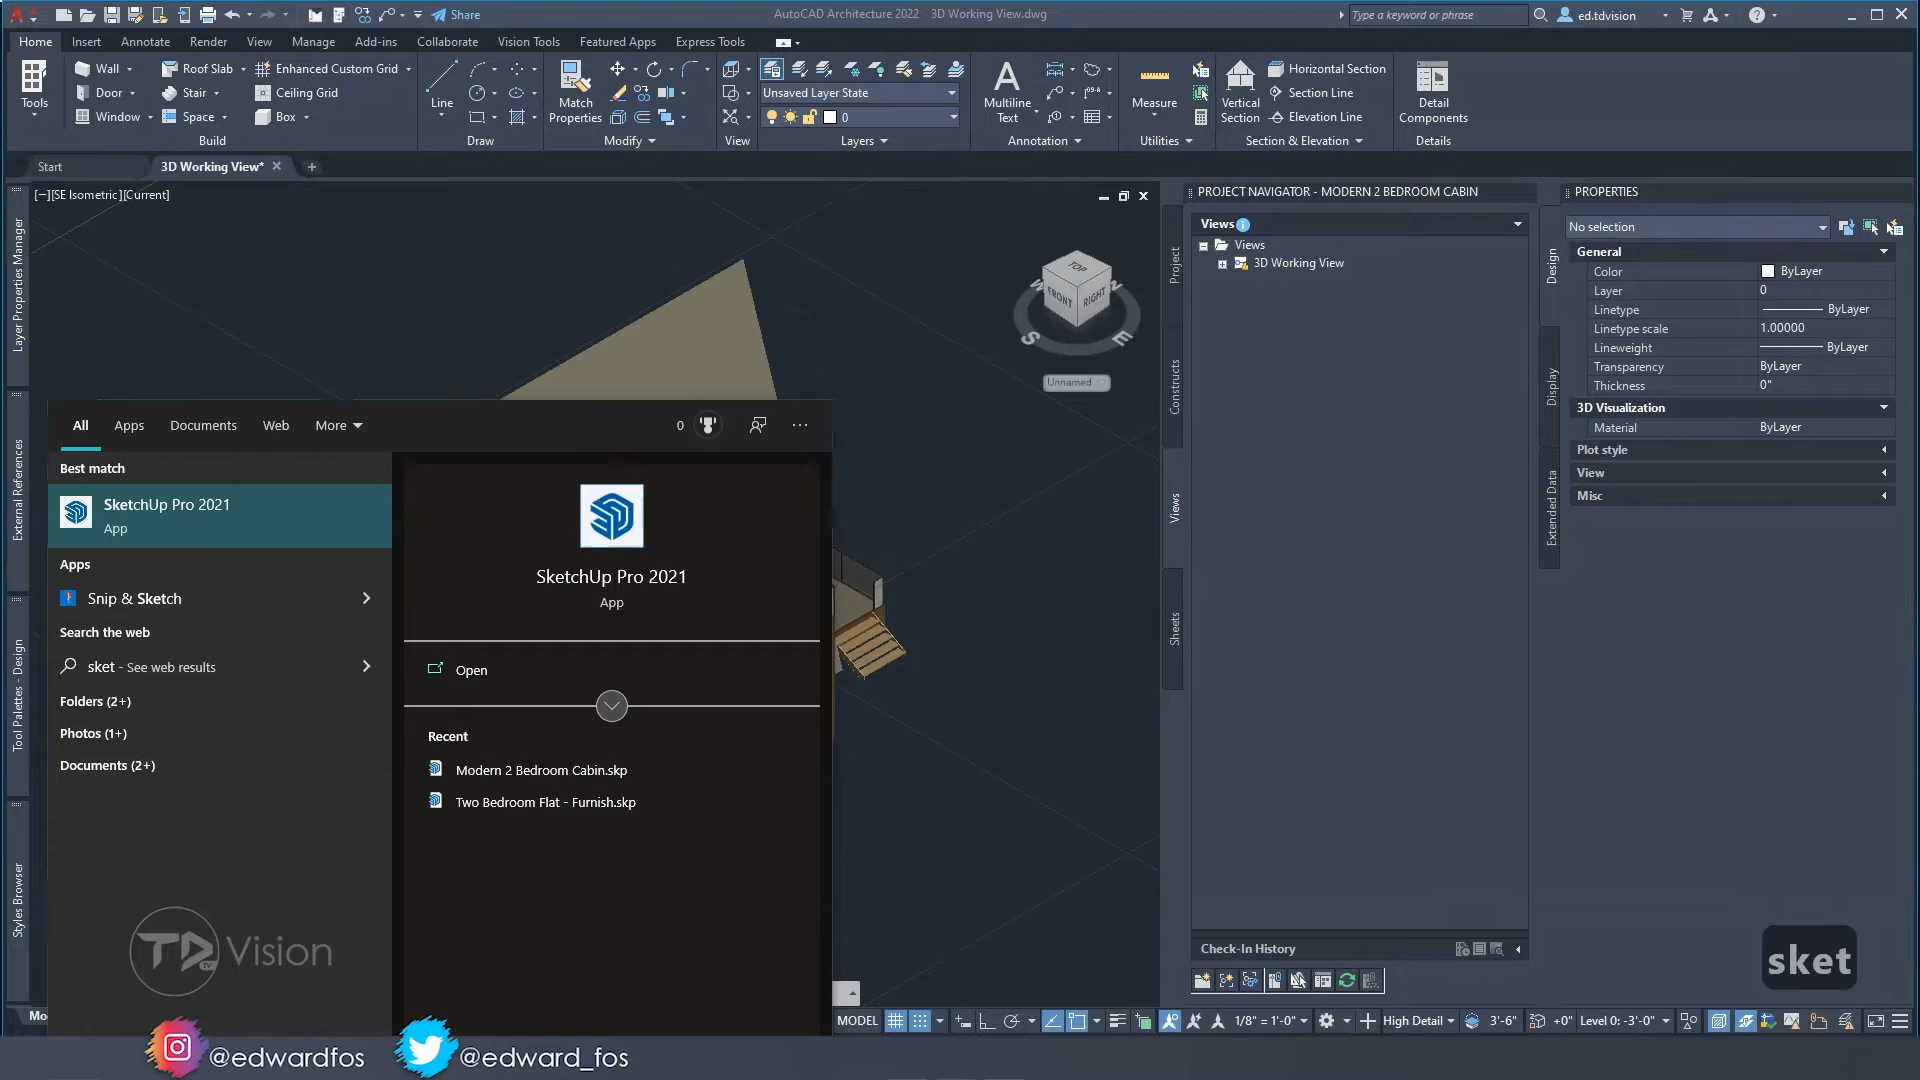 Share
AutoCAD Architecture 2022 3D Working View.dwg
Type a keyword or phrase
ed.tdvision
Home Insert Annotate Render View Manage Add-ins Collaborate Vision Tools Featured Apps Express Tools
Tools
Wall
Door
Window
Roof Slab
Stair
Space
Enhanced Custom Grid
Ceiling Grid
Box
Build
Line
Draw
Match
Properties
Modify
View
Unsaved Layer State
0
Layers
Multiline
Text
Annotation
Measure
Utilities
Vertical
Section
Horizontal Section
Section Line
Elevation Line
Section & Elevation
Detail
Components
Details
Start
3D Working View*
[−][SE Isometric][Current]
Layer Properties Manager
External References
Tool Palettes - Design
Styles Browser
TOP
FRONT
RIGHT
W
N
S
E
Unnamed
All Apps Documents Web More
0
Best match
SketchUp Pro 2021
App
Apps
Snip & Sketch
Search the web
sket - See web results
Folders (2+)
Photos (1+)
Documents (2+)
SketchUp Pro 2021
App
Open
Recent
Modern 2 Bedroom Cabin.skp
Two Bedroom Flat - Furnish.skp
PROJECT NAVIGATOR - MODERN 2 BEDROOM CABIN
Project
Constructs
Views
Sheets
Views
Views
3D Working View
Check-In History
PROPERTIES
Design
Display
Extended Data
No selection
General
Color ByLayer
Layer 0
Linetype ByLayer
Linetype scale 1.00000
Lineweight ByLayer
Transparency ByLayer
Thickness 0"
3D Visualization
Material ByLayer
Plot style
View
Misc
sket
TD TV Vision
Mo
MODEL
1/8" = 1'-0"
High Detail
3'-6"
+0"
Level 0: -3'-0"
@edwardfos
@edward_fos